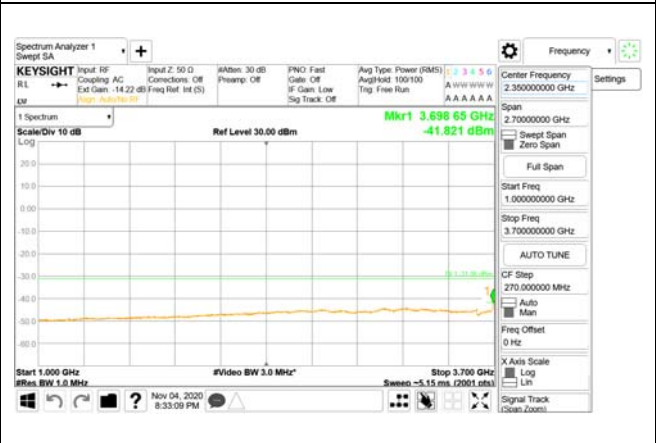 Spectrum Analyzer 1
Swept SA
Frequency
KEYSIGHT
RL
Input: RF
Coupling: AC
Ext Gain: -14.22 dB
Align: Auto/No RF
Input Z: 50 Ω
Corrections: Off
Freq Ref: Int (S)
#Atten: 30 dB
Preamp: Off
PNO: Fast
Gate: Off
IF Gain: Low
Sig Track: Off
Avg Type: Power (RMS)
Avg|Hold: 100/100
Trig: Free Run
1 2 3 4 5 6
A W W W W W
A A A A A A
Settings
1 Spectrum
Scale/Div 10 dB
Log
Ref Level 30.00 dBm
Mkr1 3.698 65 GHz
-41.821 dBm
20.0
10.0
0.00
-10.0
-20.0
-30.0
-40.0
-50.0
-60.0
1
Start 1.000 GHz
#Res BW 1.0 MHz
#Video BW 3.0 MHz*
Stop 3.700 GHz
Sweep ~5.15 ms (2001 pts)
Center Frequency
2.350000000 GHz
Span
2.70000000 GHz
Swept Span
Zero Span
Full Span
Start Freq
1.000000000 GHz
Stop Freq
3.700000000 GHz
AUTO TUNE
CF Step
270.000000 MHz
Auto
Man
Freq Offset
0 Hz
X Axis Scale
Log
Lin
Signal Track
(Span Zoom)
Nov 04, 2020
8:33:09 PM